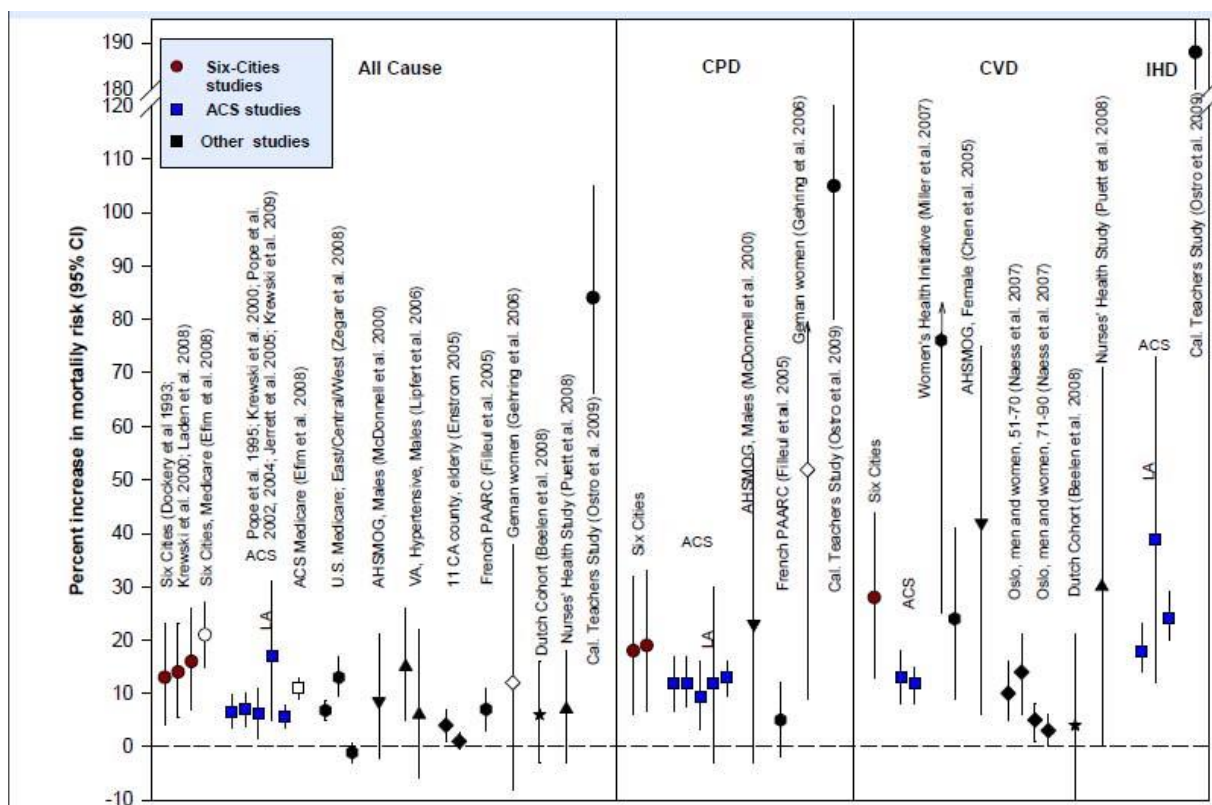 Percent increase in mortality risk (95% CI)
190
180
120
110
100
90
80
70
60
50
40
30
20
10
0
-10
Six-Cities
studies
ACS studies
Other studies
All Cause
CPD
CVD
IHD
Six Cities (Dockery et al 1993;
Krewski et al. 2000; Laden et al. 2008)
Six Cities, Medicare (Efim et al. 2008)
Pope et al. 1995; Krewski et al. 2000; Pope et al.
2002, 2004; Jerrett et al. 2005; Krewski et al. 2009)
ACS
LA
ACS Medicare (Efim et al. 2008)
U.S. Medicare; East/Centra/West (Zegar et al. 2008)
AHSMOG, Males (McDonnell et al. 2000)
VA, Hypertensive, Males (Lipfert et al. 2006)
11 CA county, elderly (Enstrom 2005)
French PAARC (Filleul et al. 2005)
Geman women (Gehring et al. 2006)
Dutch Cohort (Beelen et al. 2008)
Nurses' Health Study (Puett et al. 2008)
Cal. Teachers Study (Ostro et al. 2009)
Six Cities
ACS
LA
AHSMOG, Males (McDonnell et al. 2000)
French PAARC (Filleul et al. 2005)
Geman women (Gehring et al. 2006)
Cal. Teachers Study (Ostro et al. 2009)
Six Cities
ACS
Women's Health Initiative (Miller et al. 2007)
AHSMOG, Female (Chen et al. 2005)
Oslo, men and women, 51-70 (Naess et al. 2007)
Oslo, men and women, 71-90 (Naess et al. 2007)
Dutch Cohort (Beelen et al. 2008)
Nurses' Health Study (Puett et al. 2008)
ACS
LA
Cal. Teachers Study (Ostro et al. 2009)